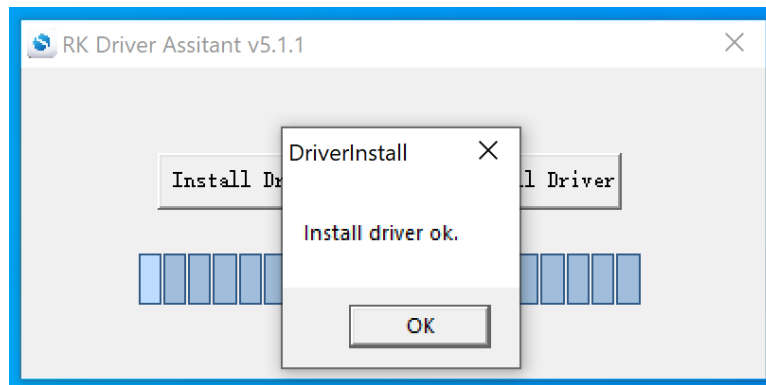 RK Driver Assitant v5.1.1
DriverInstall
Install Dr
ll Driver
Install driver ok.
OK